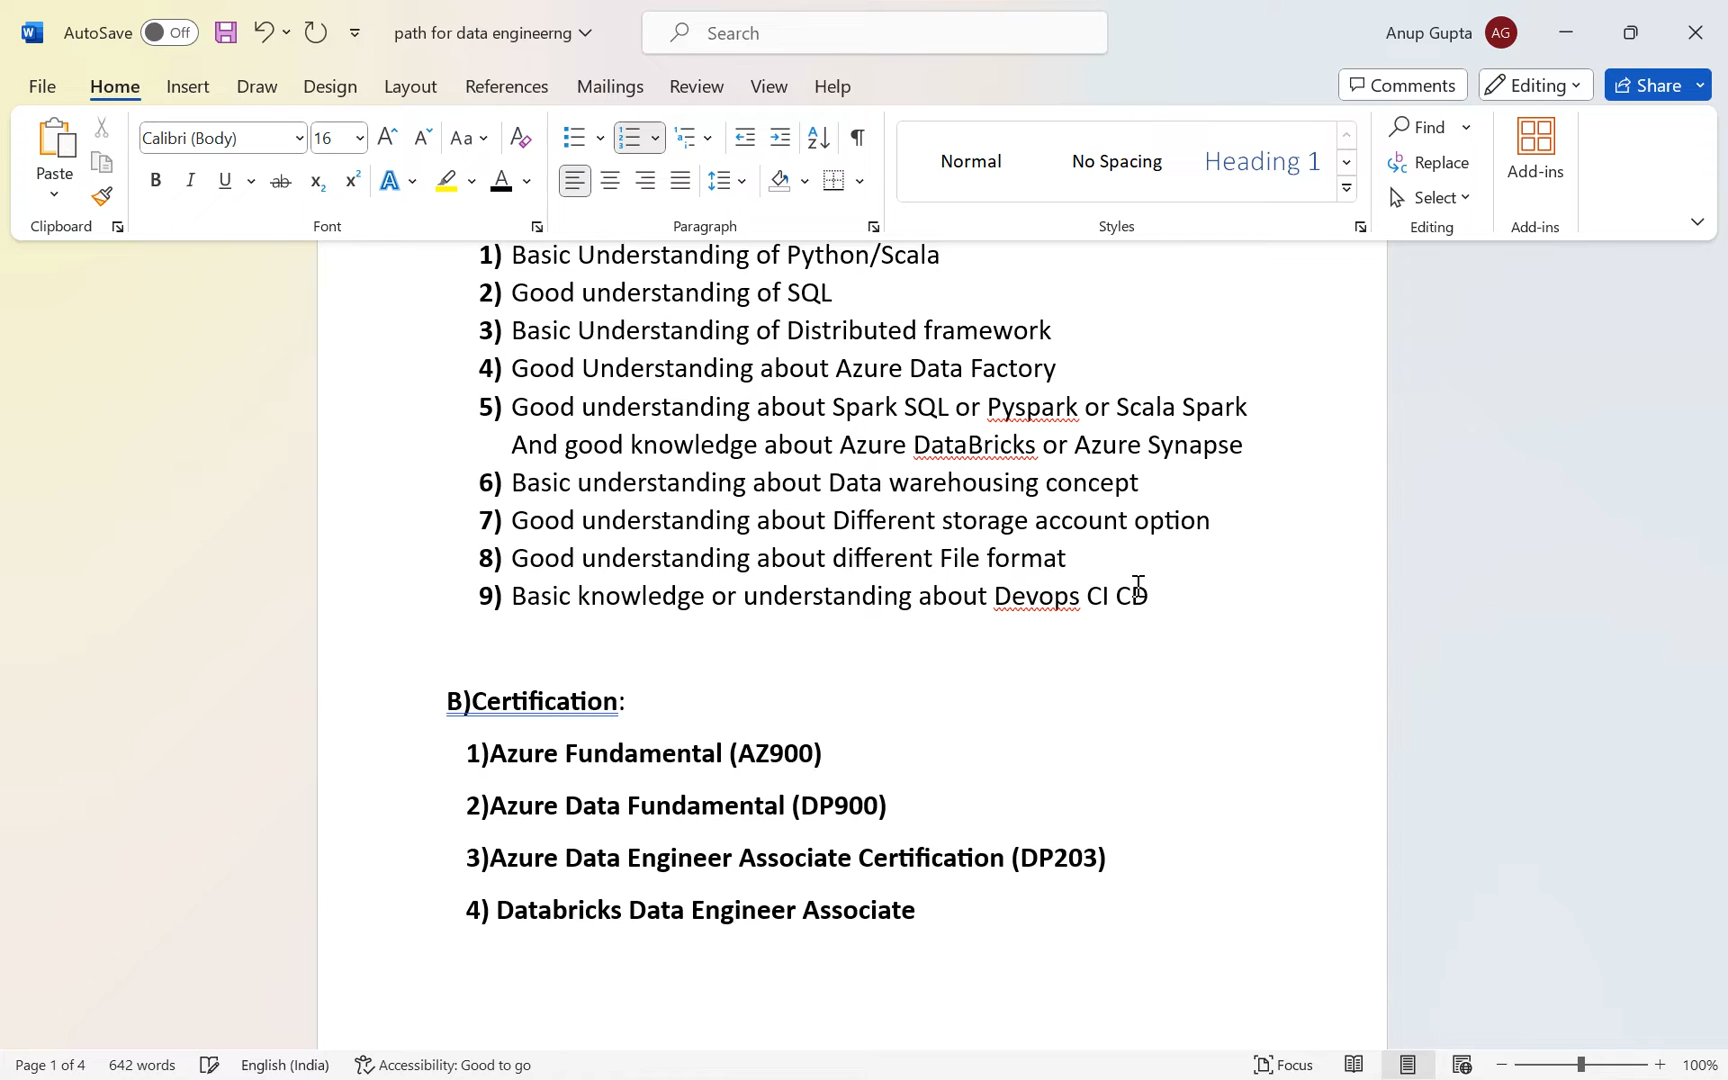 AutoSave Off path for data engineerng Search Anup Gupta AG
File Home Insert Draw Design Layout References Mailings Review View Help Comments Editing Share
Paste Calibri (Body) 16 Aa Normal No Spacing Heading 1 Find Replace Select Add-ins
Clipboard Font Paragraph Styles Editing Add-ins
1) Basic Understanding of Python/Scala
2) Good understanding of SQL
3) Basic Understanding of Distributed framework
4) Good Understanding about Azure Data Factory
5) Good understanding about Spark SQL or Pyspark or Scala Spark
And good knowledge about Azure DataBricks or Azure Synapse
6) Basic understanding about Data warehousing concept
7) Good understanding about Different storage account option
8) Good understanding about different File format
9) Basic knowledge or understanding about Devops CI CD
B)Certification:
1)Azure Fundamental (AZ900)
2)Azure Data Fundamental (DP900)
3)Azure Data Engineer Associate Certification (DP203)
4) Databricks Data Engineer Associate
Page 1 of 4 642 words English (India) Accessibility: Good to go Focus 100%